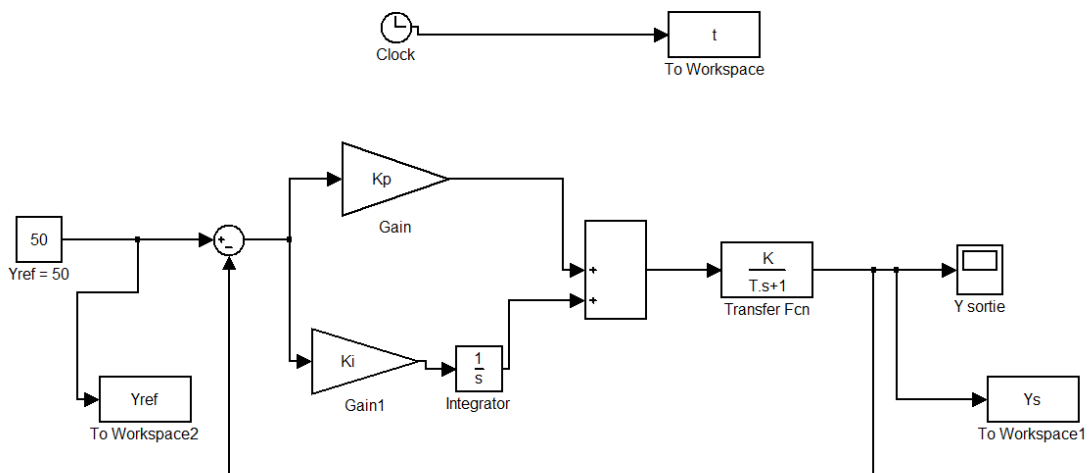 t
Clock
To Workspace
Kp
Gain
50
+
-
Yref = 50
+
+
K
T.s+1
Transfer Fcn
Y sortie
Ki
Gain1
1
s
Integrator
Yref
To Workspace2
Ys
To Workspace1